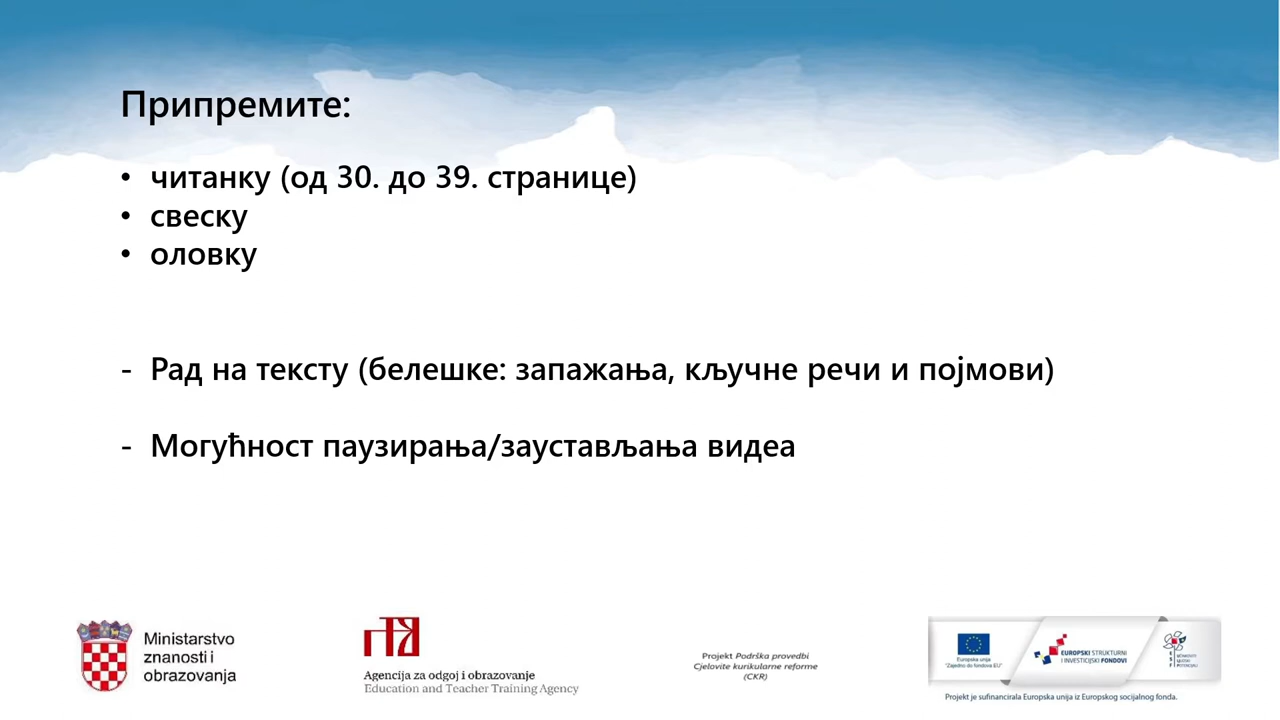 Припремите:
• читанку (од 30. до 39. странице)
• свеску
• оловку
- Рад на тексту (белешке: запажања, кључне речи и појмови)
- Могућност паузирања/заустављања видеа
Ministarstvo
znanosti i
obrazovanja
Agencija za odgoj i obrazovanje
Education and Teacher Training Agency
Projekt Podrška provedbi
Cjelovite kurikularne reforme
(CKR)
Europska unija
"Zajedno do fondova EU"
EUROPSKI STRUKTURNI
I INVESTICIJSKI FONDOVI
Projekt je sufinancirala Europska unija iz Europskog socijalnog fonda.